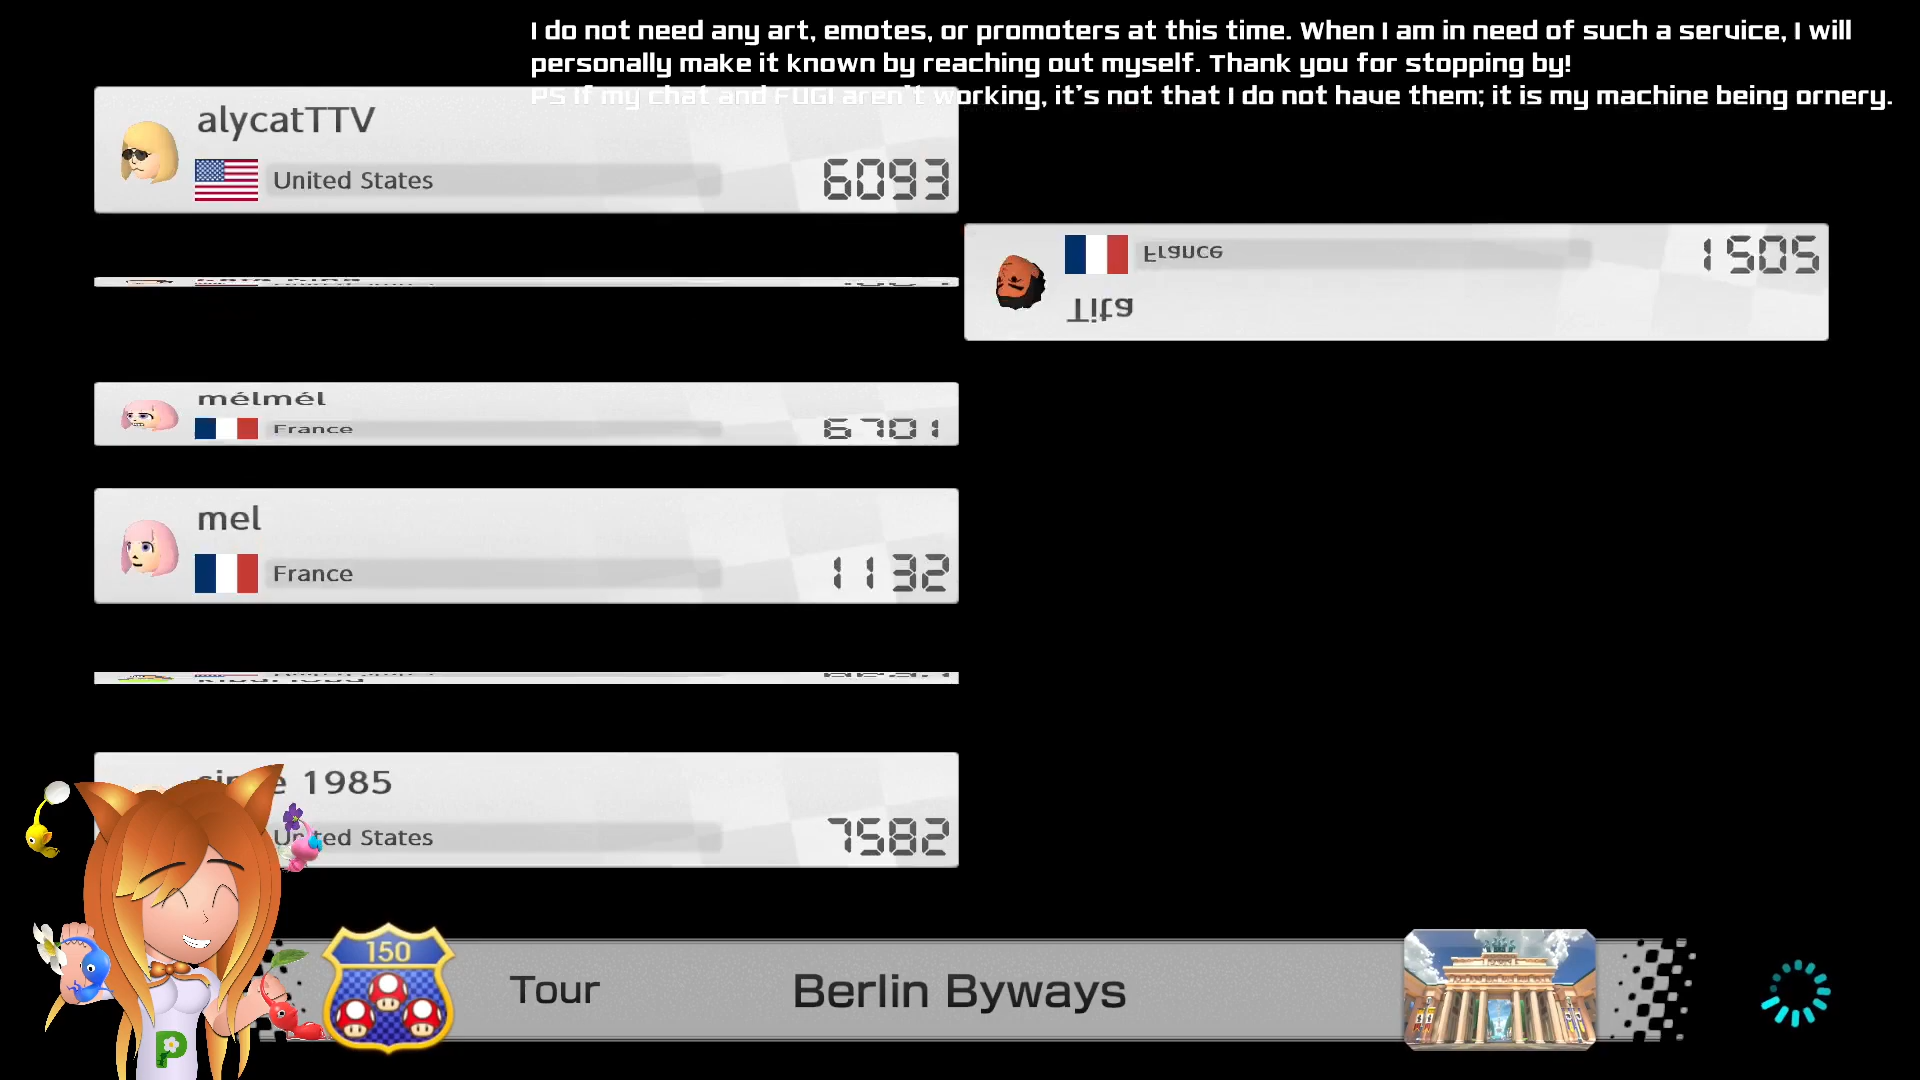 I do not need any art, emotes, or promoters at this time. When I am in need of such a service, I will
personally make it known by reaching out myself. Thank you for stopping by!
PS If my chat and FUGI aren't working, it's not that I do not have them; it is my machine being ornery.
alycatTTV
United States
6093
France
1505
Tita
mélmél
France
6701
mel
France
1132
since 1985
United States
7582
150
Tour
Berlin Byways
P